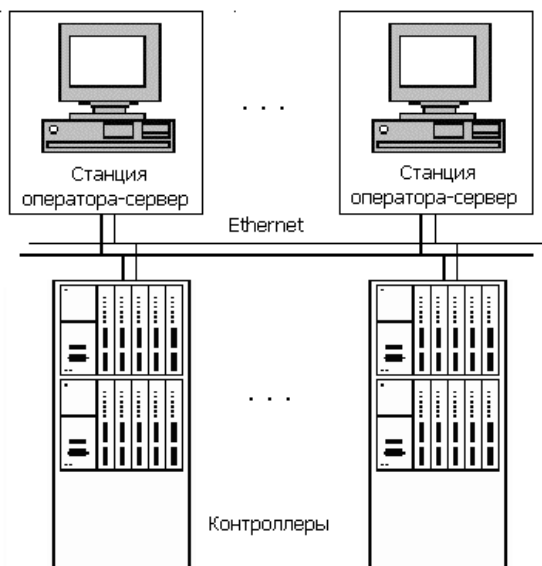 Станция
оператора-сервер
. . .
Станция
оператора-сервер
Ethernet
. . .
Контроллеры